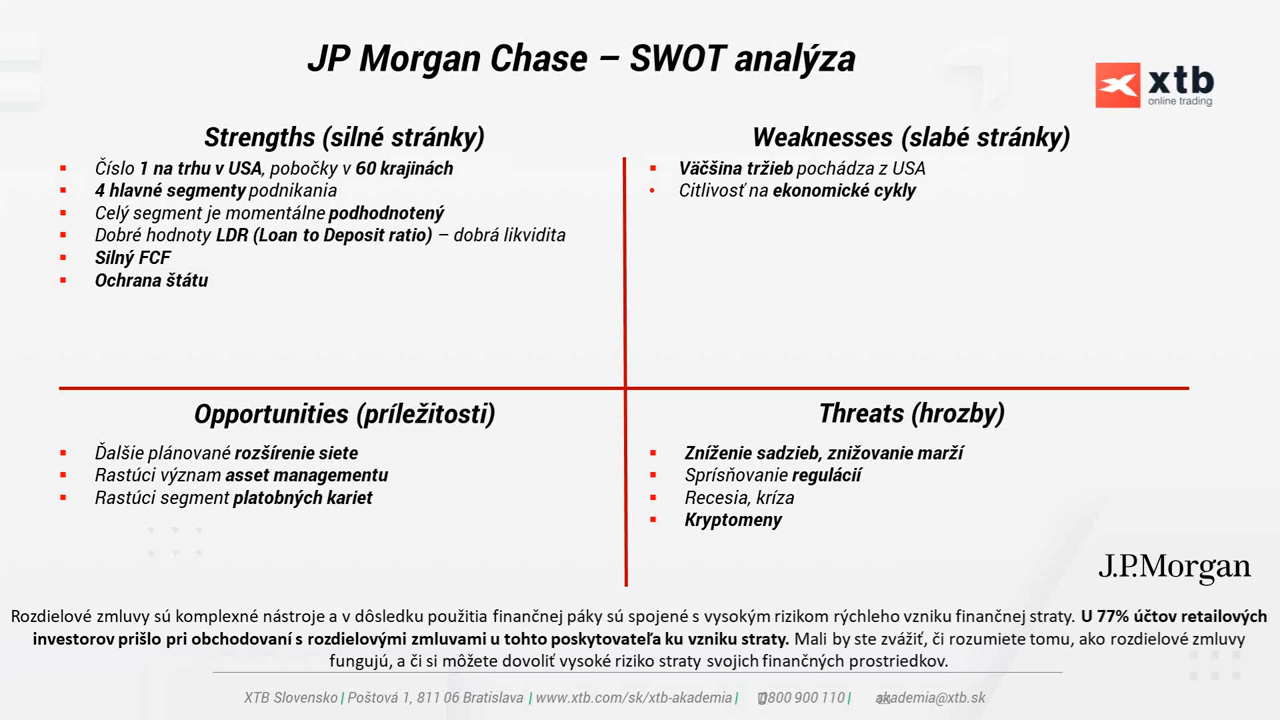 JP Morgan Chase – SWOT analýza
xtb
online trading
Strengths (silné stránky)
Číslo 1 na trhu v USA, pobočky v 60 krajinách
4 hlavné segmenty podnikania
Celý segment je momentálne podhodnotený
Dobré hodnoty LDR (Loan to Deposit ratio) – dobrá likvidita
Silný FCF
Ochrana štátu
Weaknesses (slabé stránky)
Väčšina tržieb pochádza z USA
Citlivosť na ekonomické cykly
Opportunities (príležitosti)
Ďalšie plánované rozšírenie siete
Rastúci význam asset managementu
Rastúci segment platobných kariet
Threats (hrozby)
Zníženie sadzieb, znižovanie marží
Sprísňovanie regulácií
Recesia, kríza
Kryptomeny
J.P.Morgan
Rozdielové zmluvy sú komplexné nástroje a v dôsledku použitia finančnej páky sú spojené s vysokým rizikom rýchleho vzniku finančnej straty. U 77% účtov retailových
investorov prišlo pri obchodovaní s rozdielovými zmluvami u tohto poskytovateľa ku vzniku straty. Mali by ste zvážiť, či rozumiete tomu, ako rozdielové zmluvy
fungujú, a či si môžete dovoliť vysoké riziko straty svojich finančných prostriedkov.
XTB Slovensko | Poštová 1, 811 06 Bratislava | www.xtb.com/sk/xtb-akademia | 0800 900 110 | akademia@xtb.sk